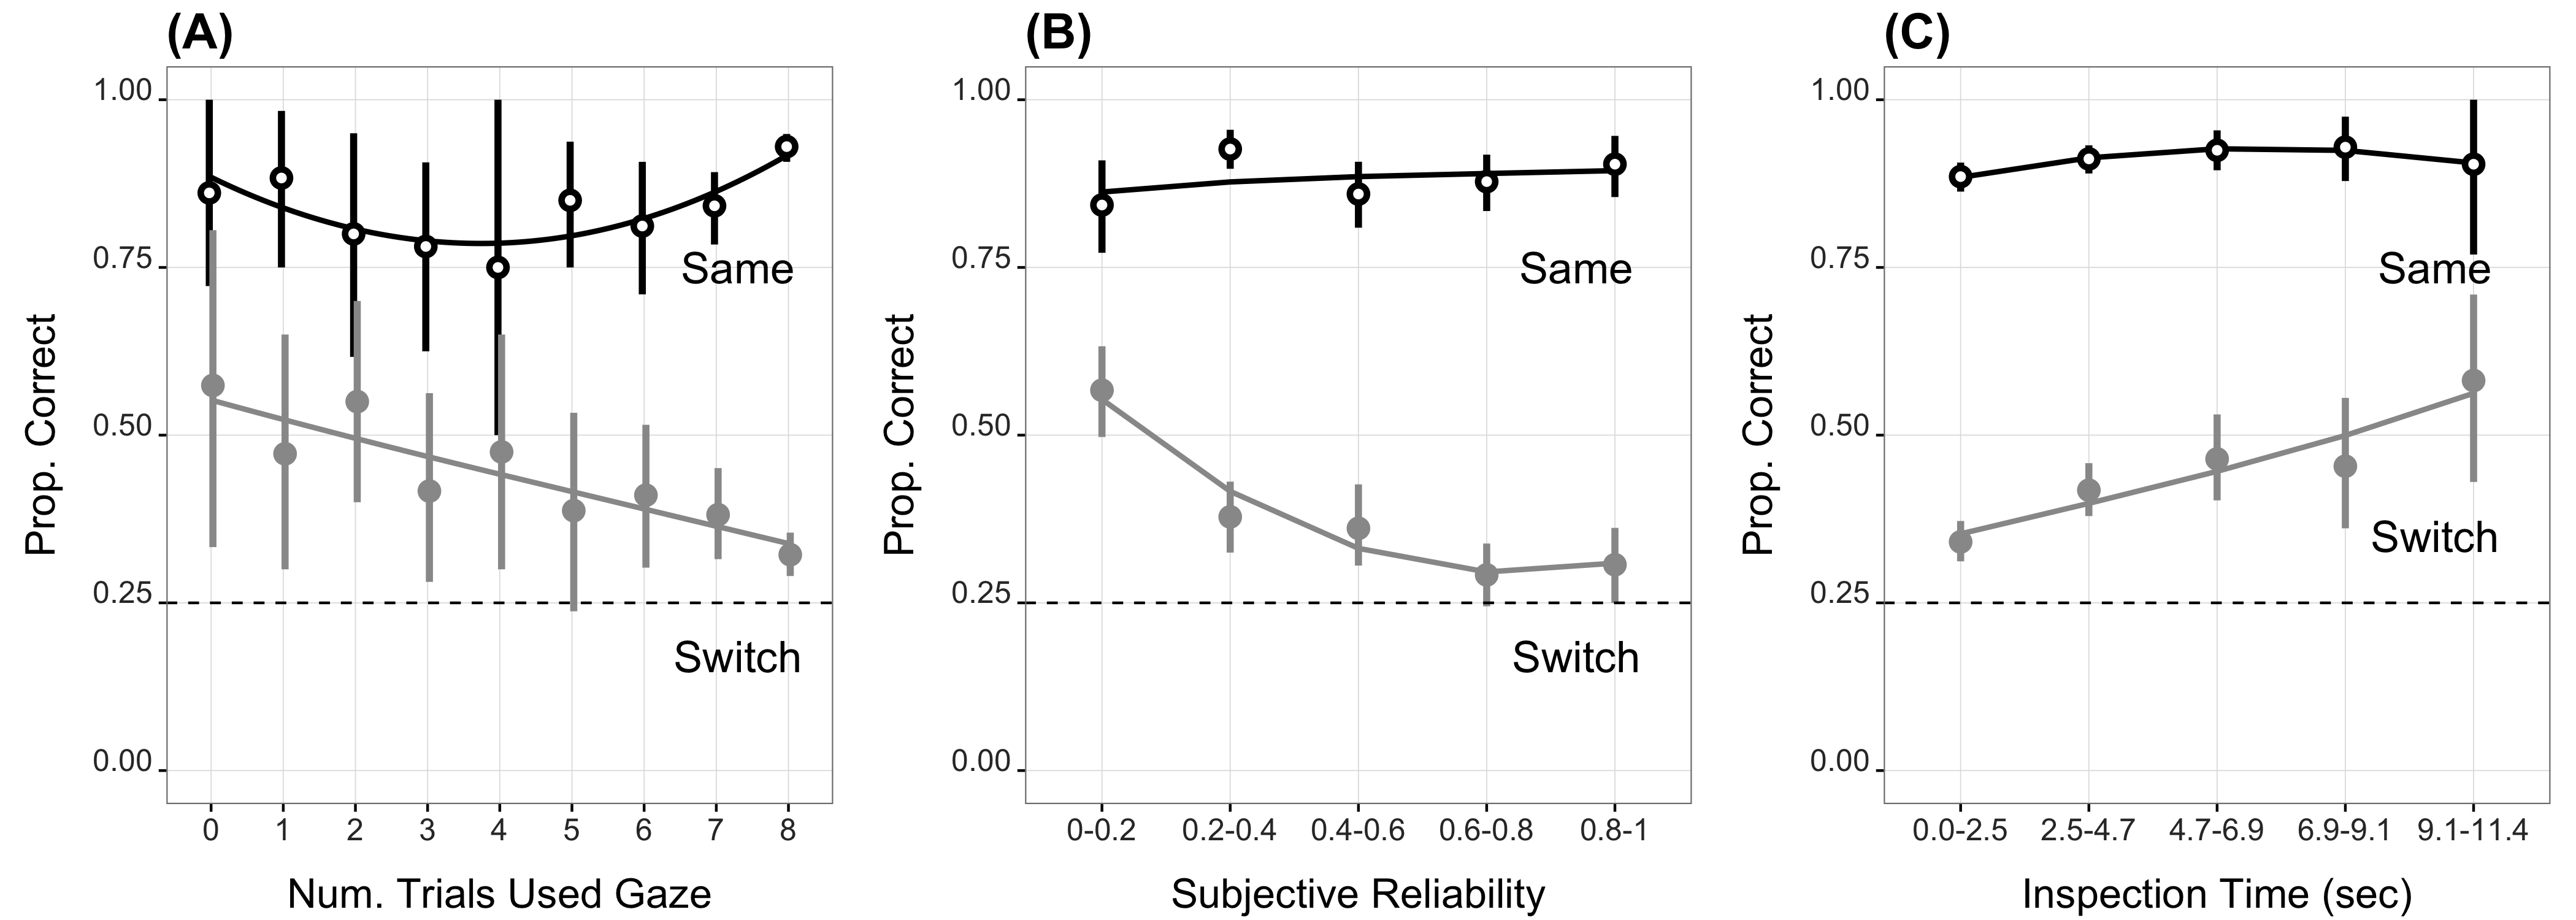 (A)
Prop. Correct
1.00
0.75
0.50
0.25
0.00
Same
Switch
0 1 2 3 4 5 6 7 8
Num. Trials Used Gaze
(B)
Prop. Correct
1.00
0.75
0.50
0.25
0.00
Same
Switch
0-0.2 0.2-0.4 0.4-0.6 0.6-0.8 0.8-1
Subjective Reliability
(C)
Prop. Correct
1.00
0.75
0.50
0.25
0.00
Same
Switch
0.0-2.5 2.5-4.7 4.7-6.9 6.9-9.1 9.1-11.4
Inspection Time (sec)